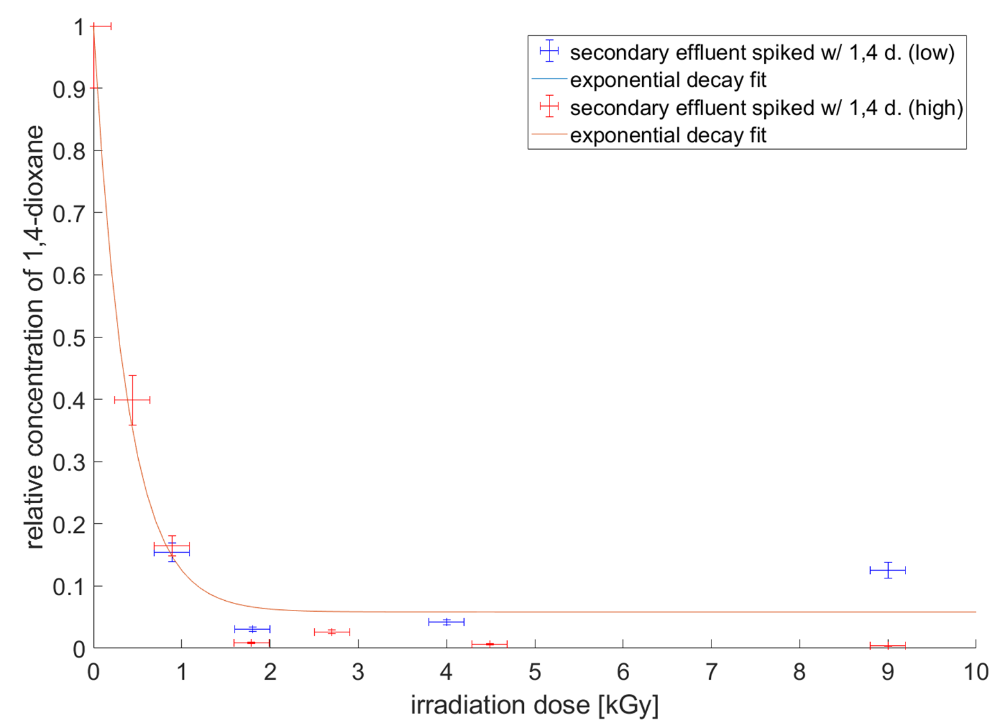 relative concentration of 1,4-dioxane
1
0.9
0.8
0.7
0.6
0.5
0.4
0.3
0.2
0.1
0
secondary effluent spiked w/ 1,4 d. (low)
exponential decay fit
secondary effluent spiked w/ 1,4 d. (high)
exponential decay fit
0 1 2 3 4 5 6 7 8 9 10
irradiation dose [kGy]